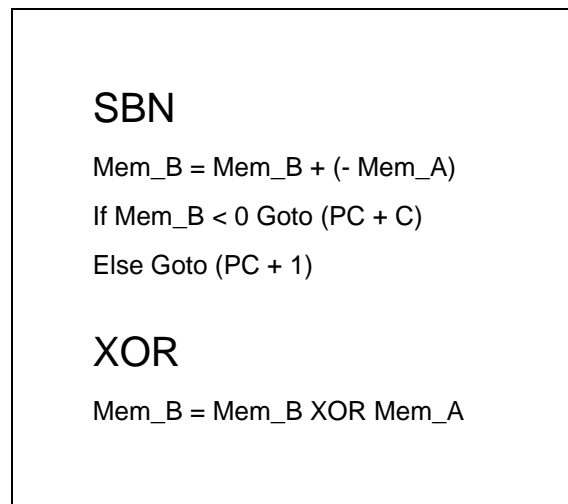 SBN
Mem_B = Mem_B + (- Mem_A)
If Mem_B < 0 Goto (PC + C)
Else Goto (PC + 1)
XOR
Mem_B = Mem_B XOR Mem_A